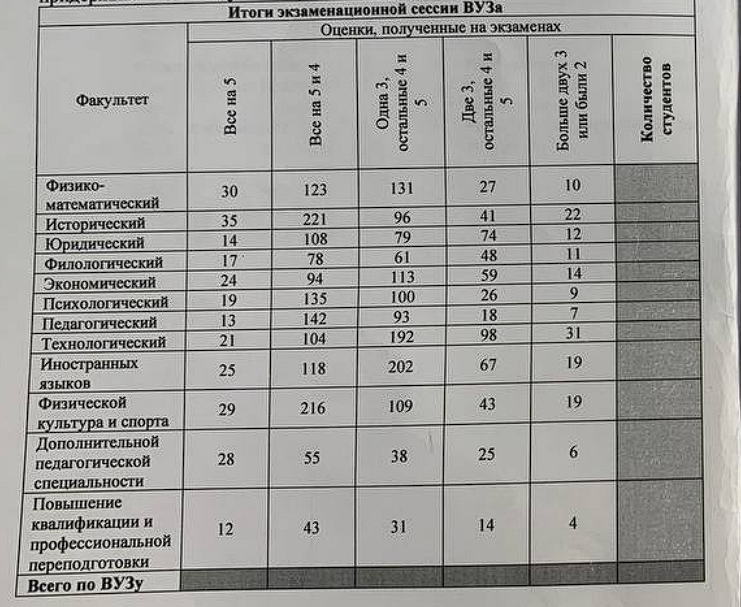 Итоги экзаменационной сессии ВУЗа
Факультет
Оценки, полученные на экзаменах
Количество
студентов
Все на 5
Все на 5 и 4
Одна 3,
остальные 4 и
5
Две 3,
остальные 4 и
5
Больше двух 3
или были 2
Физико-
математический
30 123 131 27 10
Исторический 35 221 96 41 22
Юридический 14 108 79 74 12
Филологический 17 78 61 48 11
Экономический 24 94 113 59 14
Психологический 19 135 100 26 9
Педагогический 13 142 93 18 7
Технологический 21 104 192 98 31
Иностранных
языков
25 118 202 67 19
Физической
культура и спорта
29 216 109 43 19
Дополнительной
педагогической
специальности
28 55 38 25 6
Повышение
квалификации и
профессиональной
переподготовки
12 43 31 14 4
Всего по ВУЗу